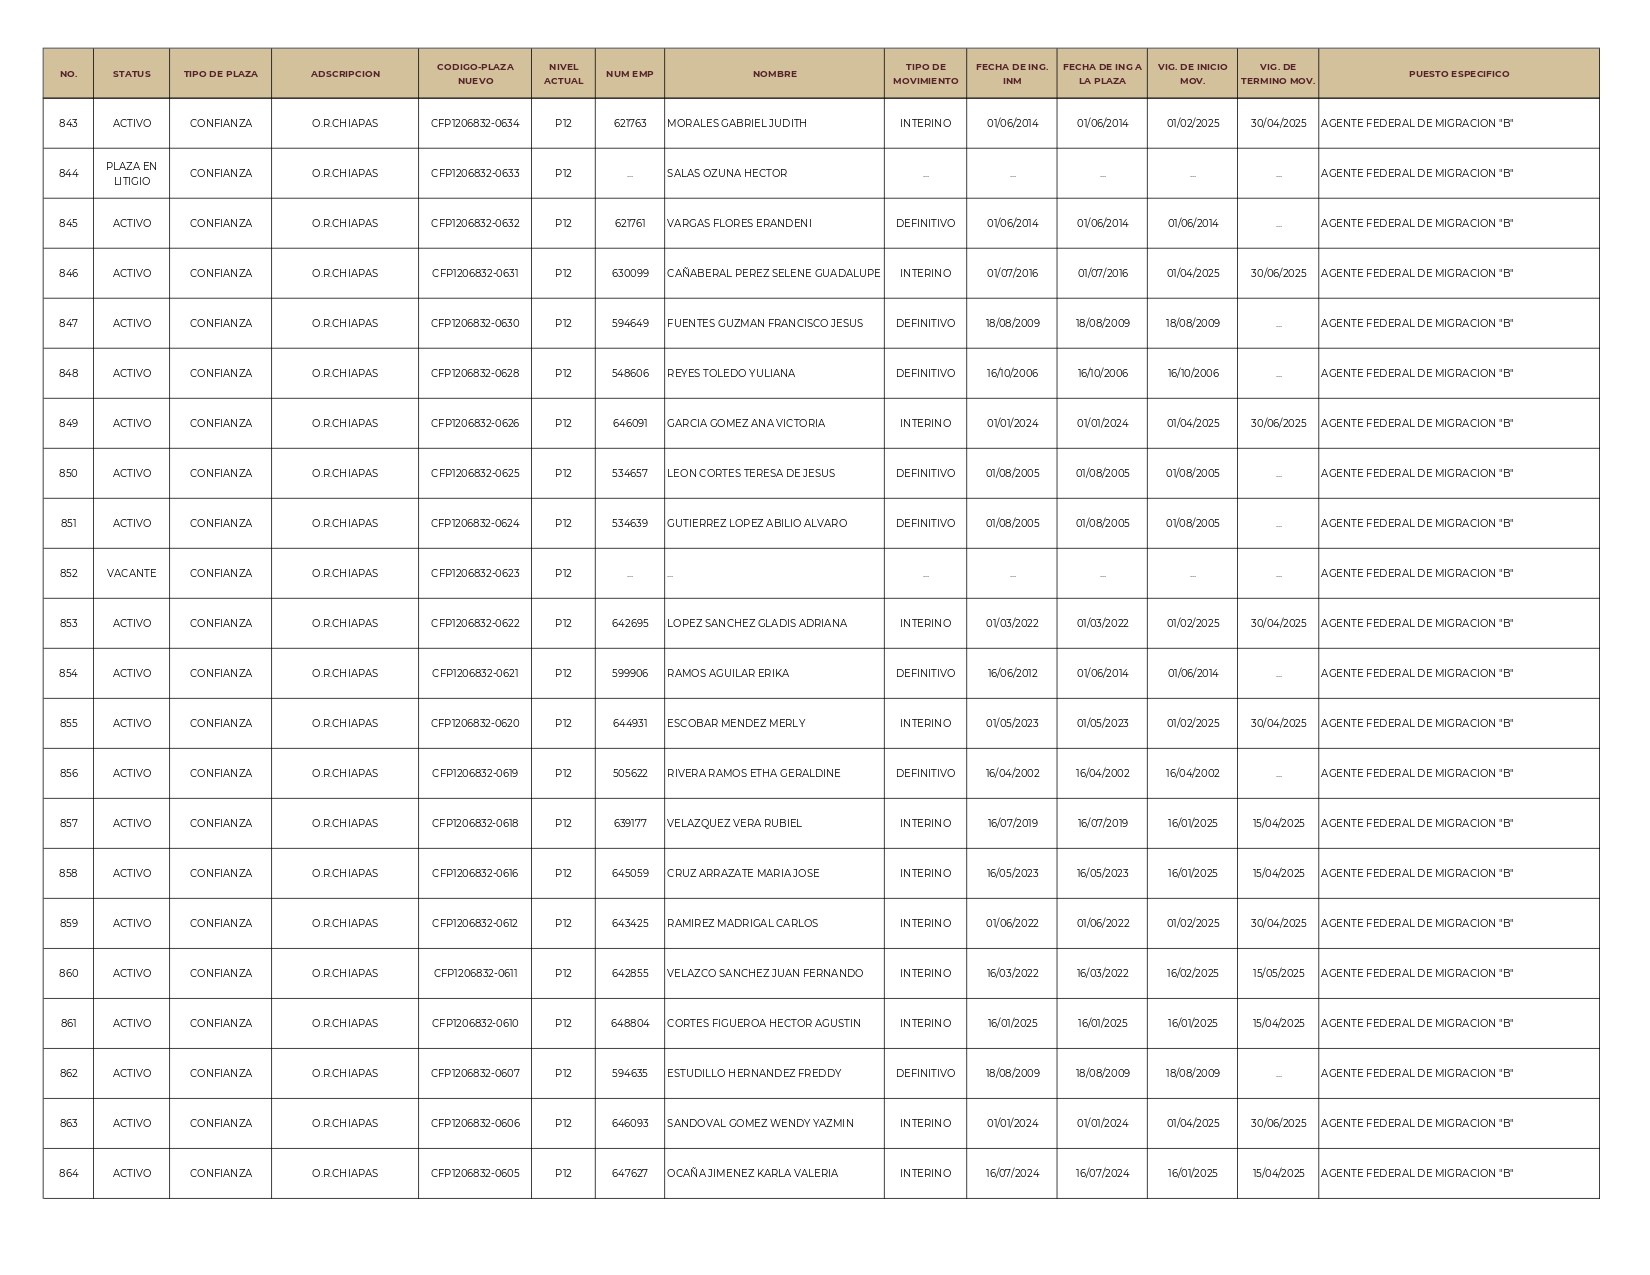 NO. STATUS TIPO DE PLAZA ADSCRIPCION CODIGO-PLAZA NUEVO NIVEL ACTUAL NUM EMP NOMBRE TIPO DE MOVIMIENTO FECHA DE ING. INM FECHA DE ING A LA PLAZA VIG. DE INICIO MOV. VIG. DE TERMINO MOV. PUESTO ESPECIFICO
843 ACTIVO CONFIANZA O.R.CHIAPAS CFP1206832-0634 P12 621763 MORALES GABRIEL JUDITH INTERINO 01/06/2014 01/06/2014 01/02/2025 30/04/2025 AGENTE FEDERAL DE MIGRACION "B"
844 PLAZA EN LITIGIO CONFIANZA O.R.CHIAPAS CFP1206832-0633 P12 ... SALAS OZUNA HECTOR ... ... ... ... ... AGENTE FEDERAL DE MIGRACION "B"
845 ACTIVO CONFIANZA O.R.CHIAPAS CFP1206832-0632 P12 621761 VARGAS FLORES ERANDENI DEFINITIVO 01/06/2014 01/06/2014 01/06/2014 ... AGENTE FEDERAL DE MIGRACION "B"
846 ACTIVO CONFIANZA O.R.CHIAPAS CFP1206832-0631 P12 630099 CAÑABERAL PEREZ SELENE GUADALUPE INTERINO 01/07/2016 01/07/2016 01/04/2025 30/06/2025 AGENTE FEDERAL DE MIGRACION "B"
847 ACTIVO CONFIANZA O.R.CHIAPAS CFP1206832-0630 P12 594649 FUENTES GUZMAN FRANCISCO JESUS DEFINITIVO 18/08/2009 18/08/2009 18/08/2009 ... AGENTE FEDERAL DE MIGRACION "B"
848 ACTIVO CONFIANZA O.R.CHIAPAS CFP1206832-0628 P12 548606 REYES TOLEDO YULIANA DEFINITIVO 16/10/2006 16/10/2006 16/10/2006 ... AGENTE FEDERAL DE MIGRACION "B"
849 ACTIVO CONFIANZA O.R.CHIAPAS CFP1206832-0626 P12 646091 GARCIA GOMEZ ANA VICTORIA INTERINO 01/01/2024 01/01/2024 01/04/2025 30/06/2025 AGENTE FEDERAL DE MIGRACION "B"
850 ACTIVO CONFIANZA O.R.CHIAPAS CFP1206832-0625 P12 534657 LEON CORTES TERESA DE JESUS DEFINITIVO 01/08/2005 01/08/2005 01/08/2005 ... AGENTE FEDERAL DE MIGRACION "B"
851 ACTIVO CONFIANZA O.R.CHIAPAS CFP1206832-0624 P12 534639 GUTIERREZ LOPEZ ABILIO ALVARO DEFINITIVO 01/08/2005 01/08/2005 01/08/2005 ... AGENTE FEDERAL DE MIGRACION "B"
852 VACANTE CONFIANZA O.R.CHIAPAS CFP1206832-0623 P12 ... ... ... ... ... ... ... AGENTE FEDERAL DE MIGRACION "B"
853 ACTIVO CONFIANZA O.R.CHIAPAS CFP1206832-0622 P12 642695 LOPEZ SANCHEZ GLADIS ADRIANA INTERINO 01/03/2022 01/03/2022 01/02/2025 30/04/2025 AGENTE FEDERAL DE MIGRACION "B"
854 ACTIVO CONFIANZA O.R.CHIAPAS CFP1206832-0621 P12 599906 RAMOS AGUILAR ERIKA DEFINITIVO 16/06/2012 01/06/2014 01/06/2014 ... AGENTE FEDERAL DE MIGRACION "B"
855 ACTIVO CONFIANZA O.R.CHIAPAS CFP1206832-0620 P12 644931 ESCOBAR MENDEZ MERLY INTERINO 01/05/2023 01/05/2023 01/02/2025 30/04/2025 AGENTE FEDERAL DE MIGRACION "B"
856 ACTIVO CONFIANZA O.R.CHIAPAS CFP1206832-0619 P12 505622 RIVERA RAMOS ETHA GERALDINE DEFINITIVO 16/04/2002 16/04/2002 16/04/2002 ... AGENTE FEDERAL DE MIGRACION "B"
857 ACTIVO CONFIANZA O.R.CHIAPAS CFP1206832-0618 P12 639177 VELAZQUEZ VERA RUBIEL INTERINO 16/07/2019 16/07/2019 16/01/2025 15/04/2025 AGENTE FEDERAL DE MIGRACION "B"
858 ACTIVO CONFIANZA O.R.CHIAPAS CFP1206832-0616 P12 645059 CRUZ ARRAZATE MARIA JOSE INTERINO 16/05/2023 16/05/2023 16/01/2025 15/04/2025 AGENTE FEDERAL DE MIGRACION "B"
859 ACTIVO CONFIANZA O.R.CHIAPAS CFP1206832-0612 P12 643425 RAMIREZ MADRIGAL CARLOS INTERINO 01/06/2022 01/06/2022 01/02/2025 30/04/2025 AGENTE FEDERAL DE MIGRACION "B"
860 ACTIVO CONFIANZA O.R.CHIAPAS CFP1206832-0611 P12 642855 VELAZCO SANCHEZ JUAN FERNANDO INTERINO 16/03/2022 16/03/2022 16/02/2025 15/05/2025 AGENTE FEDERAL DE MIGRACION "B"
861 ACTIVO CONFIANZA O.R.CHIAPAS CFP1206832-0610 P12 648804 CORTES FIGUEROA HECTOR AGUSTIN INTERINO 16/01/2025 16/01/2025 16/01/2025 15/04/2025 AGENTE FEDERAL DE MIGRACION "B"
862 ACTIVO CONFIANZA O.R.CHIAPAS CFP1206832-0607 P12 594635 ESTUDILLO HERNANDEZ FREDDY DEFINITIVO 18/08/2009 18/08/2009 18/08/2009 ... AGENTE FEDERAL DE MIGRACION "B"
863 ACTIVO CONFIANZA O.R.CHIAPAS CFP1206832-0606 P12 646093 SANDOVAL GOMEZ WENDY YAZMIN INTERINO 01/01/2024 01/01/2024 01/04/2025 30/06/2025 AGENTE FEDERAL DE MIGRACION "B"
864 ACTIVO CONFIANZA O.R.CHIAPAS CFP1206832-0605 P12 647627 OCAÑA JIMENEZ KARLA VALERIA INTERINO 16/07/2024 16/07/2024 16/01/2025 15/04/2025 AGENTE FEDERAL DE MIGRACION "B"